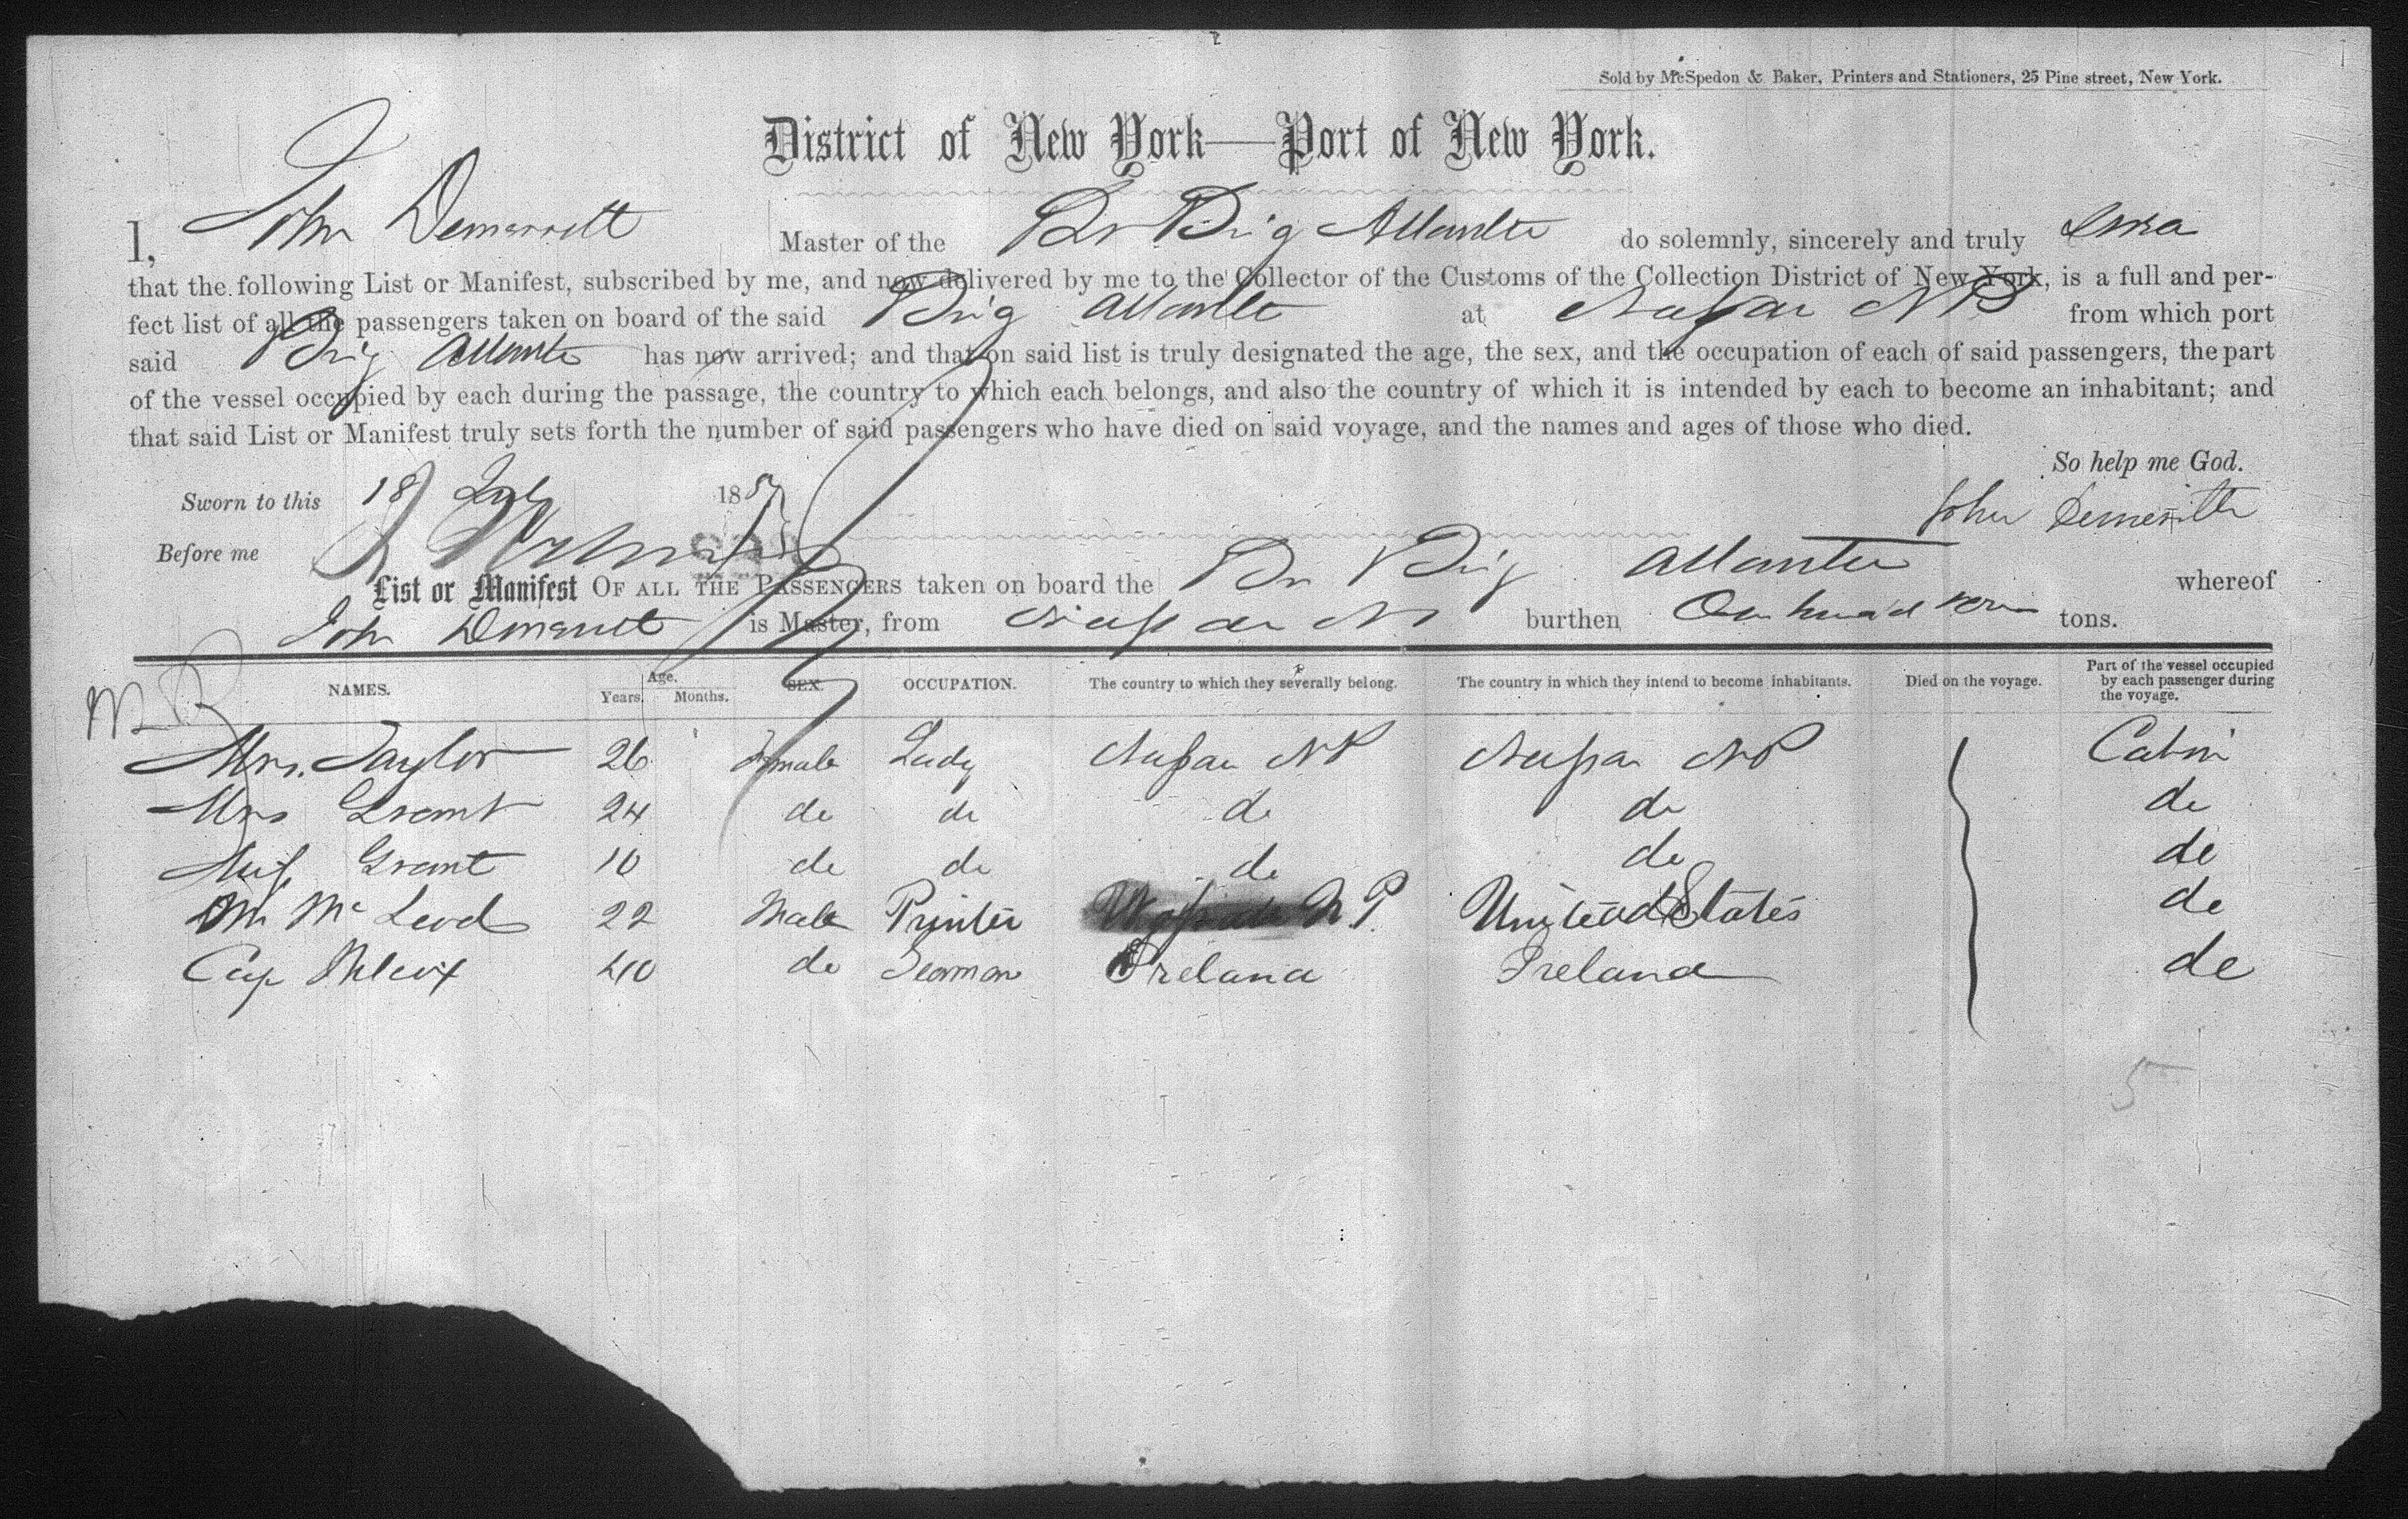 Sold by McSpedon & Baker, Printers and Stationers, 25 Pine street, New York.
District of New York—Port of New York.
I, John Demerritt Master of the Br Brig Atlantic do solemnly, sincerely and truly
that the following List or Manifest, subscribed by me, and now delivered by me to the Collector of the Customs of the Collection District of New York, is a full and per-
fect list of all the passengers taken on board of the said Brig Atlantic at Nassau NP from which port
said Brig Atlantic has now arrived; and that on said list is truly designated the age, the sex, and the occupation of each of said passengers, the part
of the vessel occupied by each during the passage, the country to which each belongs, and also the country of which it is intended by each to become an inhabitant; and
that said List or Manifest truly sets forth the number of said passengers who have died on said voyage, and the names and ages of those who died.
So help me God.
Sworn to this 18 July 185
John Demeritt
Before me
List or Manifest OF ALL THE PASSENGERS taken on board the Br Brig Atlantic whereof
John Demerritt is Master, from Nassau N burthen One hundred tons.
NAMES. Age. Years. Months. SEX. OCCUPATION. The country to which they severally belong. The country in which they intend to become inhabitants. Died on the voyage. Part of the vessel occupied by each passenger during the voyage.
Mrs. Taylor 26 Female Lady Nassau NP Nassau NP Cabin
Mrs Grant 24 do do do do do
Miss Grant 10 do do do do do
Mr McLeod 22 Male Printer N.P. United States do
Cap 40 do Seaman Ireland Ireland do
5